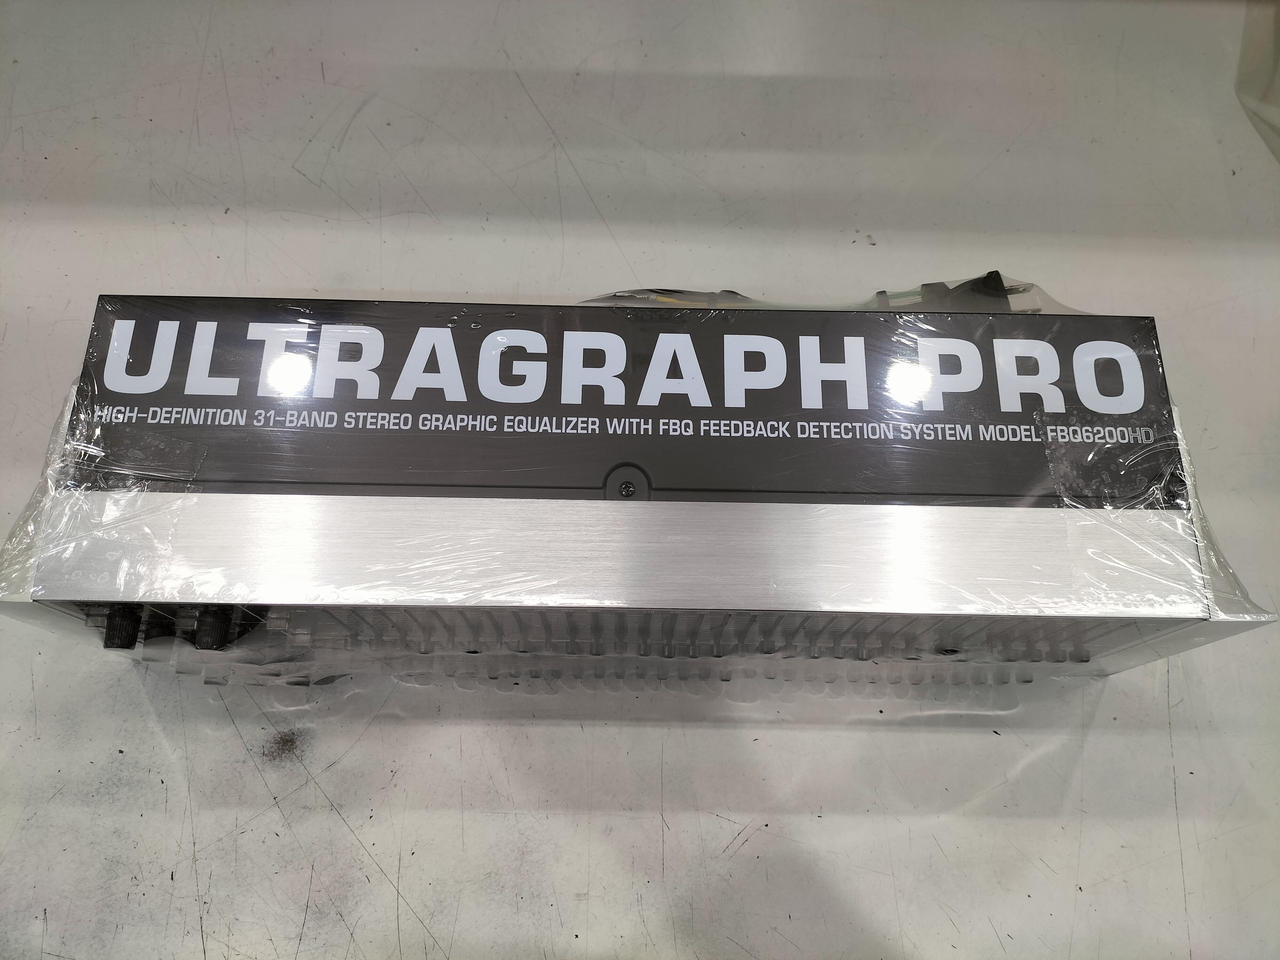 ULTRAGRAPH PRO
HIGH-DEFINITION 31-BAND STEREO GRAPHIC EQUALIZER WITH FBQ FEEDBACK DETECTION SYSTEM MODEL FBQ6200HD